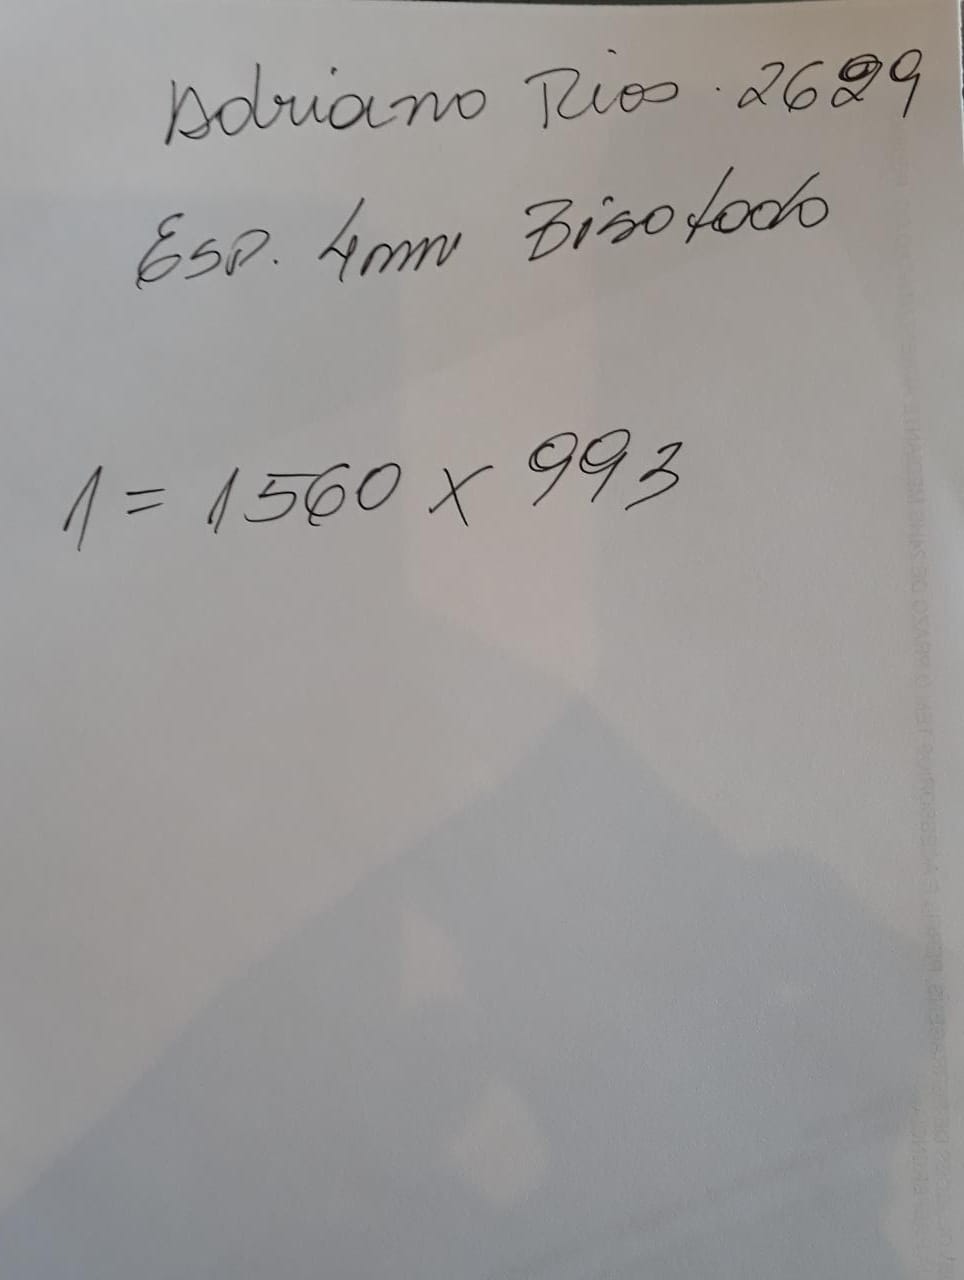 Adriano Rios. 2629
Esp. 4mm Bisotado
1 = 1560 x 993